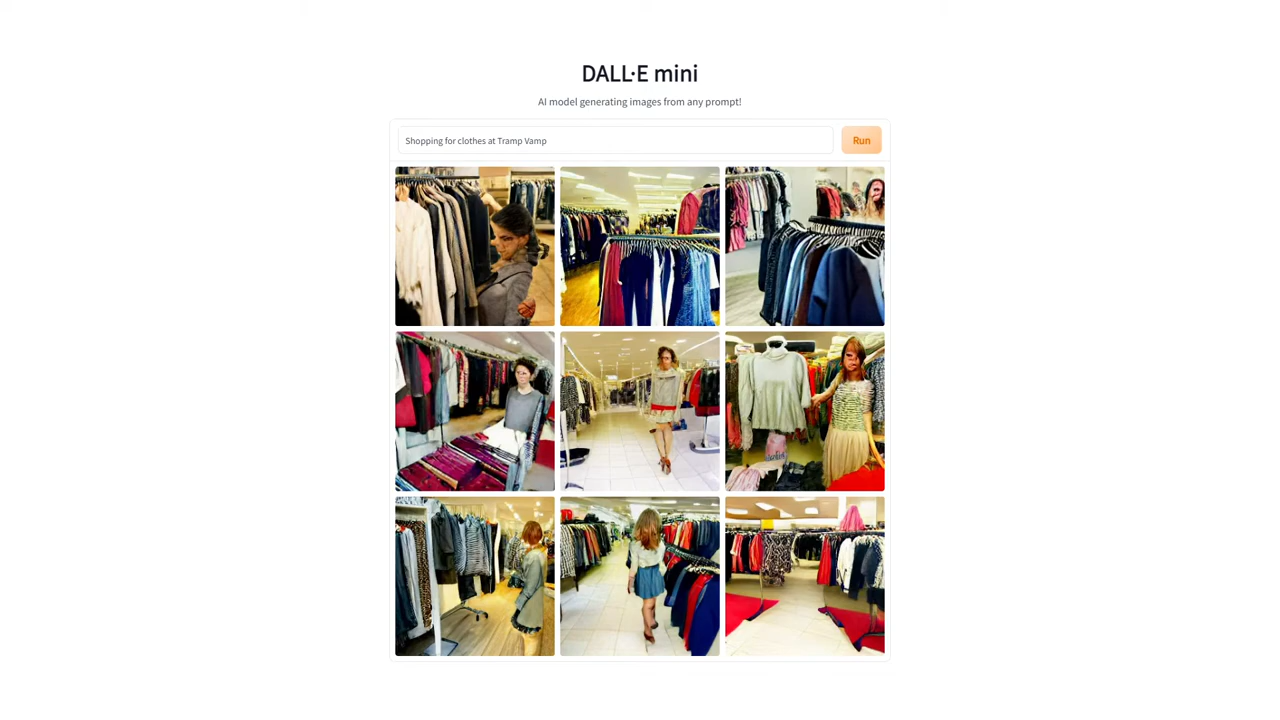 DALL·E mini
AI model generating images from any prompt!
Shopping for clothes at Tramp Vamp
Run